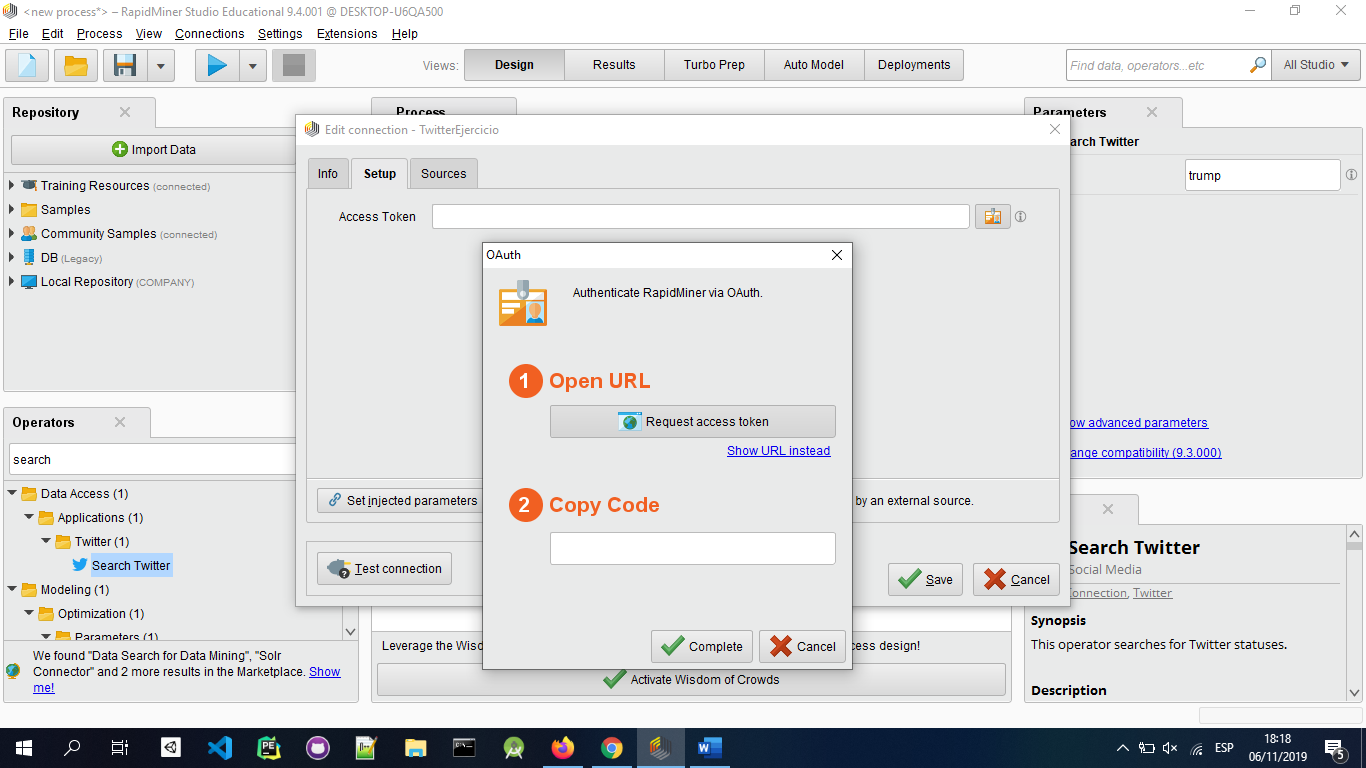 <new process*> – RapidMiner Studio Educational 9.4.001 @ DESKTOP-U6QA500
File Edit Process View Connections Settings Extensions Help
Views: Design Results Turbo Prep Auto Model Deployments
Find data, operators...etc All Studio
Repository
Import Data
Training Resources (connected)
Samples
Community Samples (connected)
DB (Legacy)
Local Repository (COMPANY)
Operators
search
Data Access (1)
Applications (1)
Twitter (1)
Search Twitter
Modeling (1)
Optimization (1)
Parameters (1)
We found "Data Search for Data Mining", "Solr
Connector" and 2 more results in the Marketplace. Show
me!
Process
Edit connection - TwitterEjercicio
Info Setup Sources
Access Token
Set injected parameters
by an external source.
Test connection
Save Cancel
OAuth
Authenticate RapidMiner via OAuth.
1 Open URL
Request access token
Show URL instead
2 Copy Code
Complete Cancel
Leverage the Wisd
cess design!
Activate Wisdom of Crowds
Parameters
arch Twitter
trump
ow advanced parameters
ange compatibility (9.3.000)
Search Twitter
Social Media
onnection, Twitter
Synopsis
This operator searches for Twitter statuses.
Description
ESP
18:18
06/11/2019
5